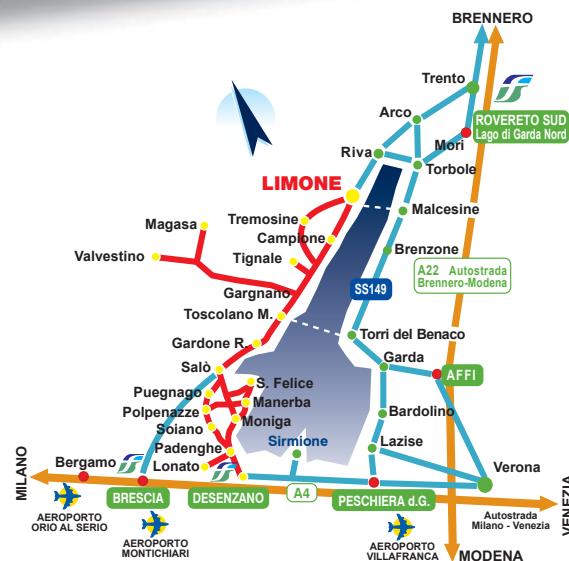 BRENNERO
Trento
ROVERETO SUD
Lago di Garda Nord
Arco
Mori
Riva
Torbole
LIMONE
Malcesine
Magasa
Tremosine
Campione
Brenzone
Valvestino
Tignale
A22 Autostrada
Brennero-Modena
Gargnano
SS149
Toscolano M.
Torri del Benaco
Gardone R.
Garda
Salò
AFFI
S. Felice
Puegnago
Manerba
Polpenazze
Bardolino
Moniga
Soiano
Sirmione
Lazise
Padenghe
Lonato
MILANO
Bergamo
Verona
BRESCIA
DESENZANO
A4
PESCHIERA d.G.
VENEZIA
Autostrada
Milano - Venezia
AEROPORTO
ORIO AL SERIO
AEROPORTO
MONTICHIARI
AEROPORTO
VILLAFRANCA
MODENA